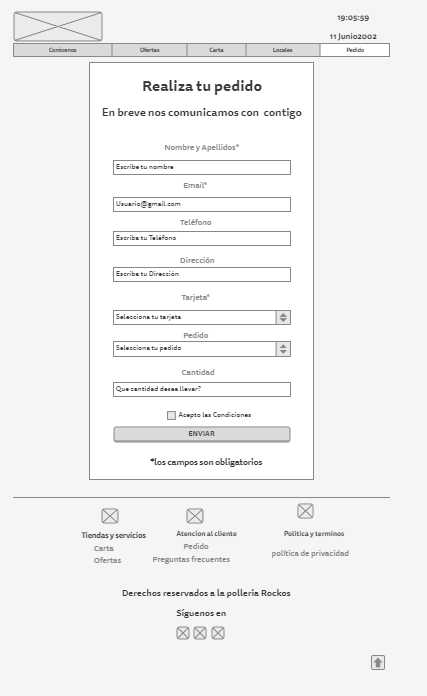 19:05:59
11 Junio2002
Conócenos
Ofertas
Carta
Locales
Pedido
Realiza tu pedido
En breve nos comunicamos con contigo
Nombre y Apellidos*
Escribe tu nombre
Email*
Usuario@gmail.com
Teléfono
Escriba tu Teléfono
Dirección
Escriba tu Dirección
Tarjeta*
Selecciona tu tarjeta
Pedido
Selecciona tu pedido
Cantidad
Que cantidad desea llevar?
Acepto las Condiciones
ENVIAR
*los campos son obligatorios
Tiendas y servicios
Carta
Ofertas
Atencion al cliente
Pedido
Preguntas frecuentes
Politica y terminos
política de privacidad
Derechos reservados a la polleria Rockos
Síguenos en